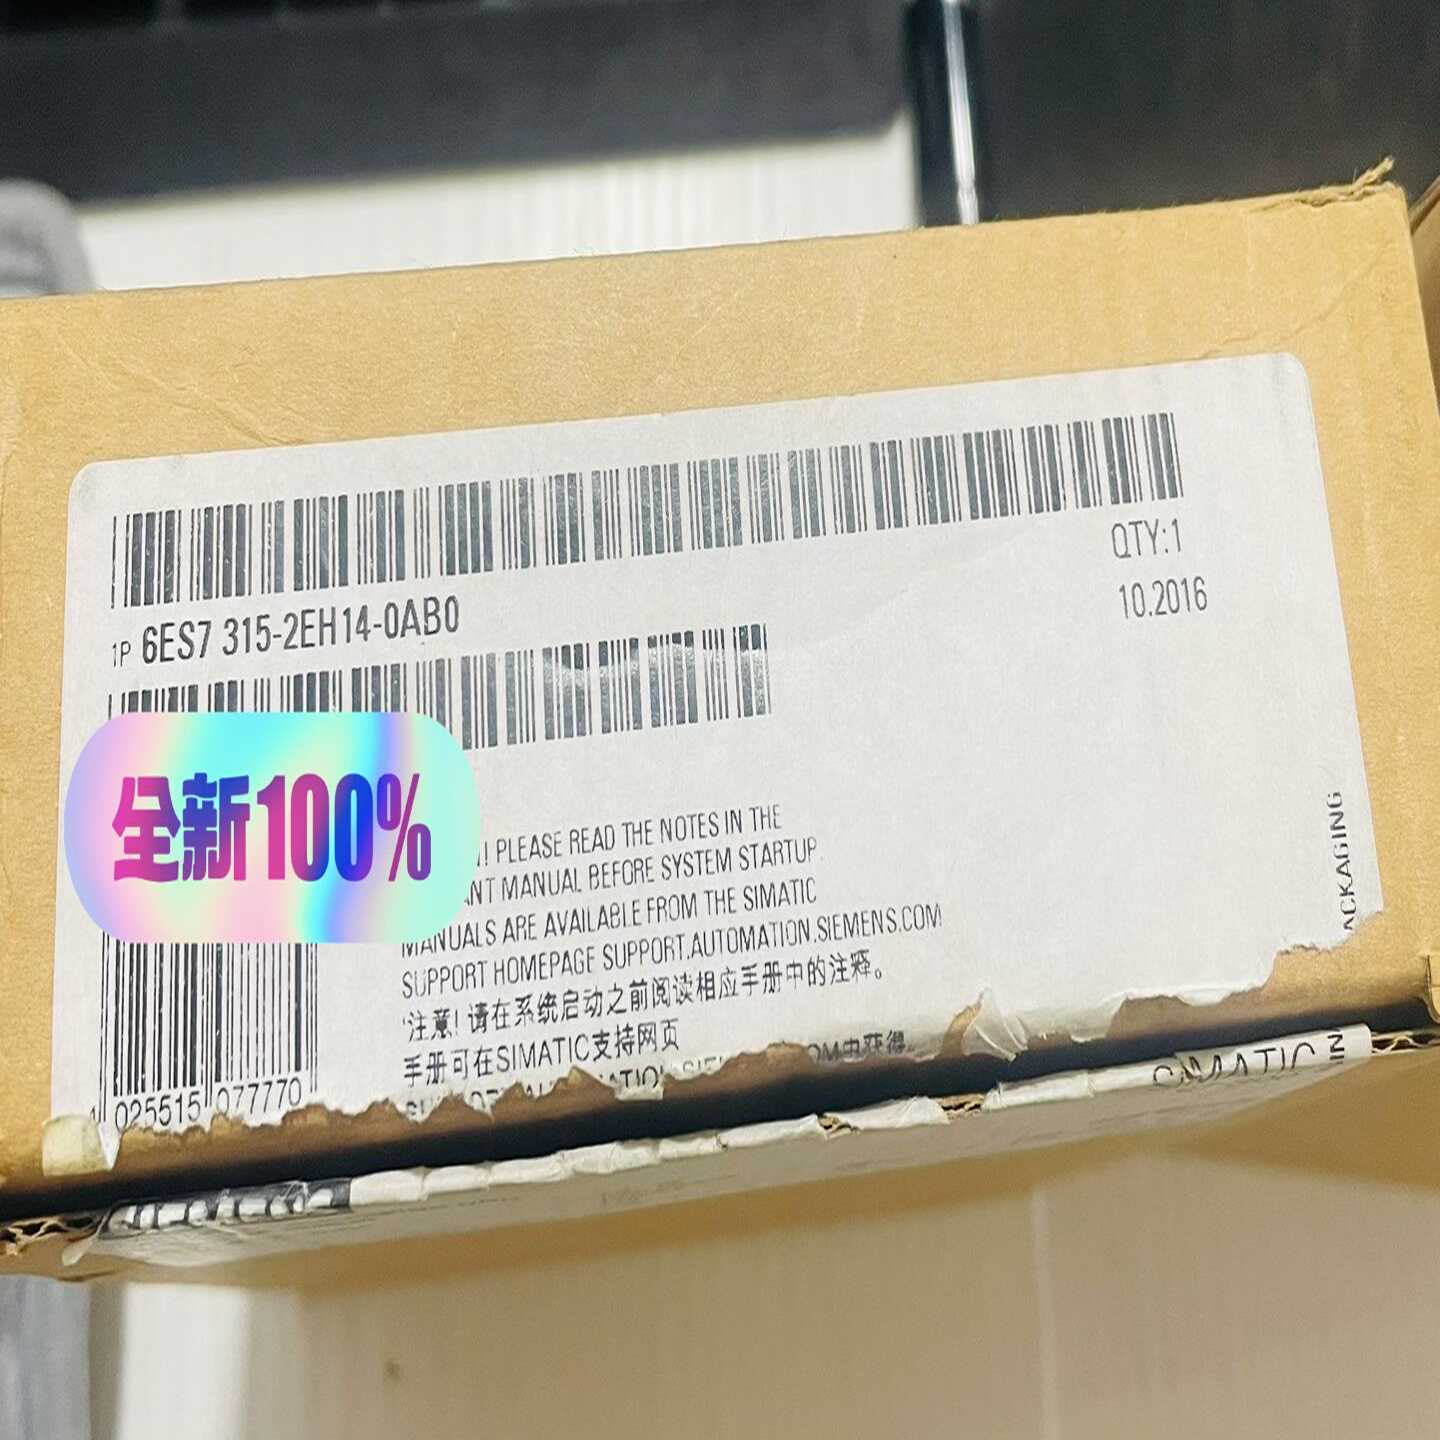 QTY:1
10.2016
1P 6ES7 315-2EH14-0AB0
全新100%
! PLEASE READ THE NOTES IN THE
MANUAL BEFORE SYSTEM STARTUP.
MANUALS ARE AVAILABLE FROM THE SIMATIC
SUPPORT HOMEPAGE SUPPORT.AUTOMATION.SIEMENS.COM
注意! 请在系统启动之前阅读相应手册中的注释。
手册可在SIMATIC支持网页
中获得
025515 077770
SIMATIC